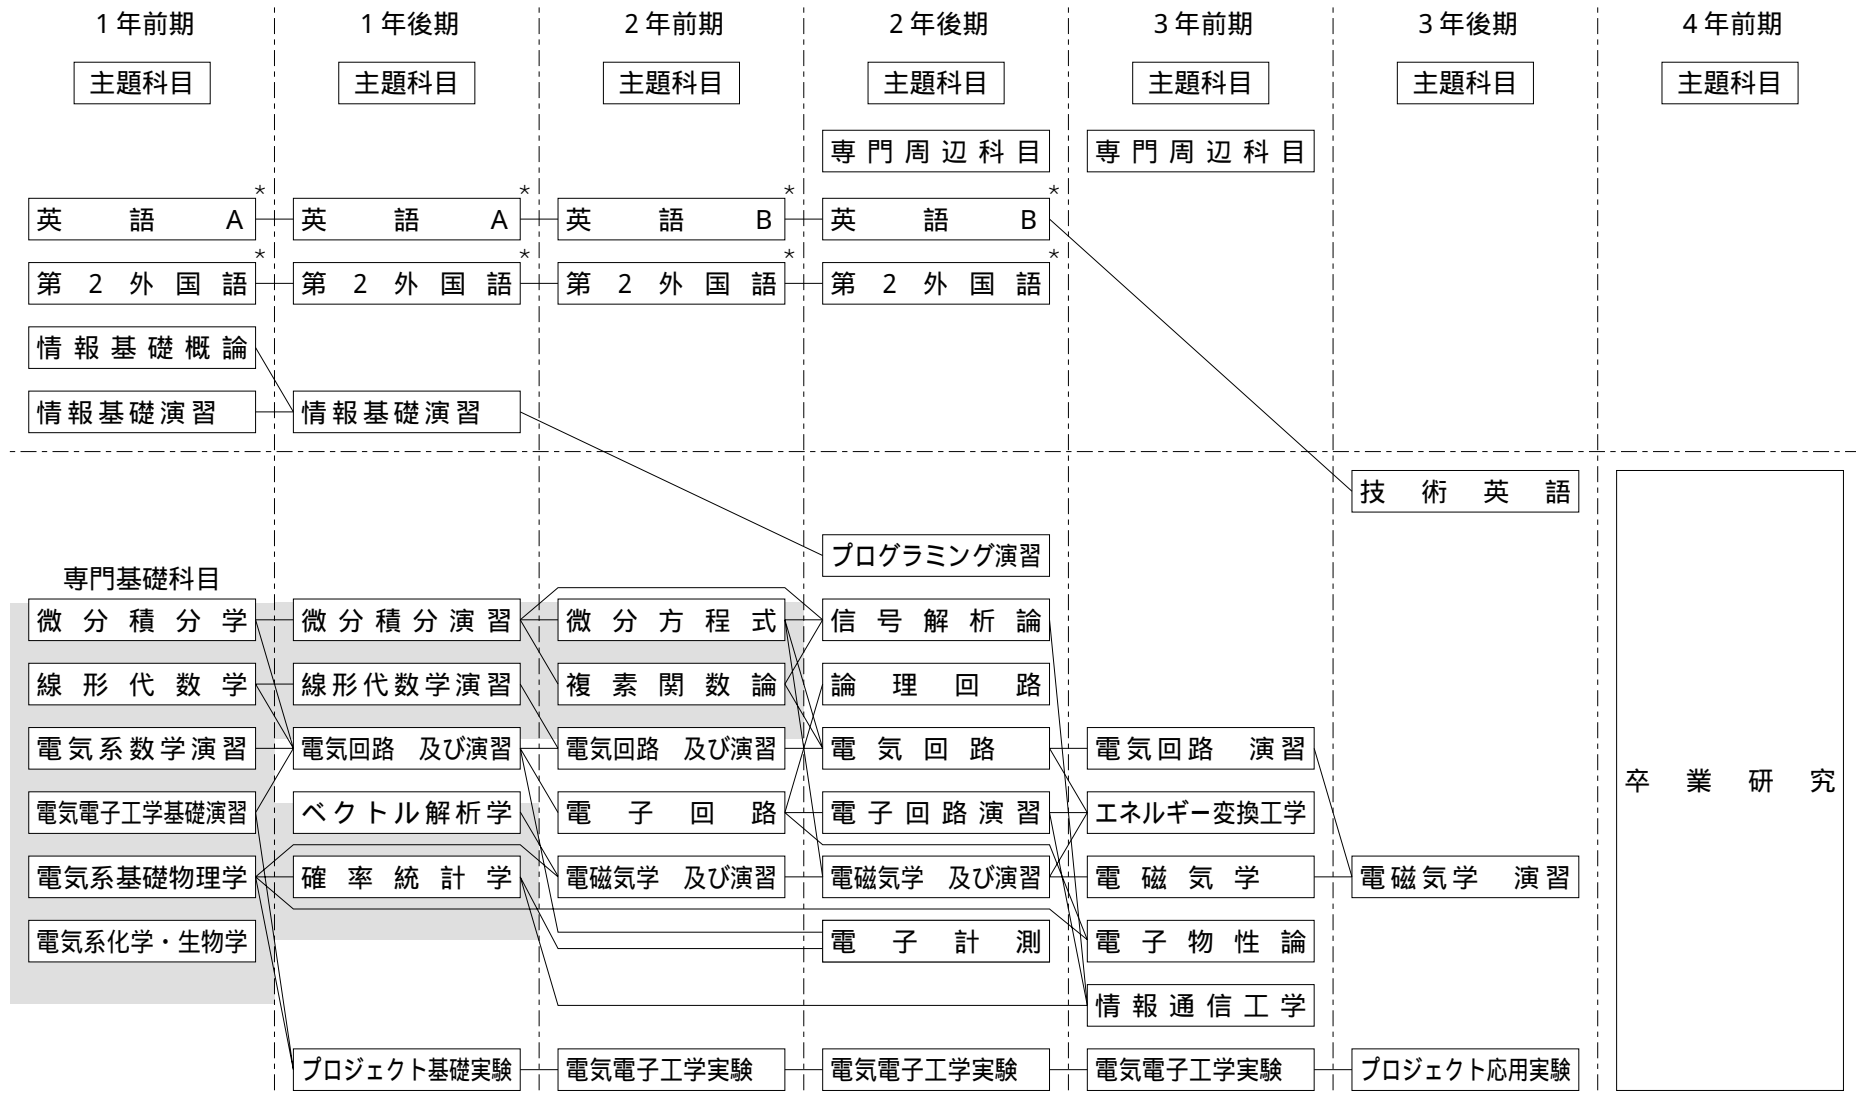 1年前期 1年後期 2年前期 2年後期 3年前期 3年後期 4年前期
主題科目 主題科目 主題科目 主題科目 主題科目 主題科目 主題科目
専門周辺科目 専門周辺科目
* * * *
英語A 英語A 英語B 英語B
* * * *
第2外国語 第2外国語 第2外国語 第2外国語
情報基礎概論
情報基礎演習 情報基礎演習
技術英語
プログラミング演習
専門基礎科目
微分積分学 微分積分演習 微分方程式 信号解析論
線形代数学 線形代数学演習 複素関数論 論理回路
電気系数学演習 電気回路 及び演習 電気回路 及び演習 電気回路 電気回路 演習
卒業研究
電気電子工学基礎演習 ベクトル解析学 電子回路 電子回路演習 エネルギー変換工学
電気系基礎物理学 確率統計学 電磁気学 及び演習 電磁気学 及び演習 電磁気学 電磁気学 演習
電気系化学・生物学 電子計測 電子物性論
情報通信工学
プロジェクト基礎実験 電気電子工学実験 電気電子工学実験 電気電子工学実験 プロジェクト応用実験